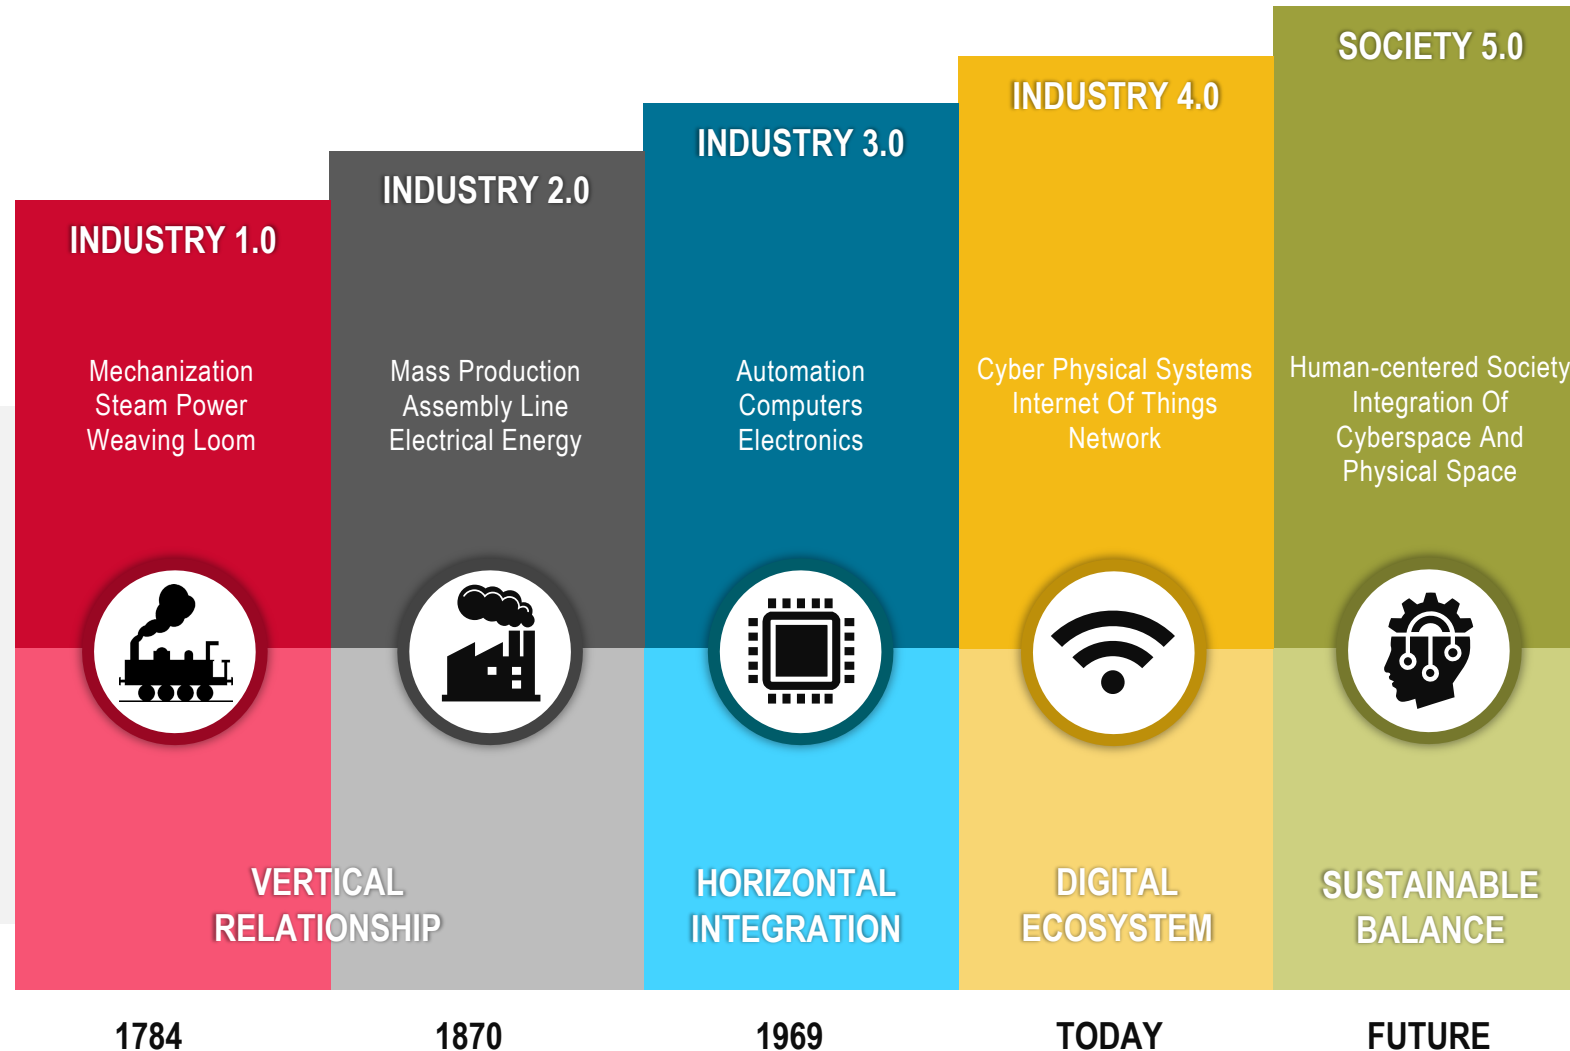 INDUSTRY 1.0
Mechanization
Steam Power
Weaving Loom
INDUSTRY 2.0
Mass Production
Assembly Line
Electrical Energy
VERTICAL
RELATIONSHIP
1784
1870
INDUSTRY 3.0
Automation
Computers
Electronics
HORIZONTAL
INTEGRATION
1969
INDUSTRY 4.0
Cyber Physical Systems
Internet Of Things
Network
DIGITAL
ECOSYSTEM
TODAY
SOCIETY 5.0
Human-centered Society
Integration Of
Cyberspace And
Physical Space
SUSTAINABLE
BALANCE
FUTURE